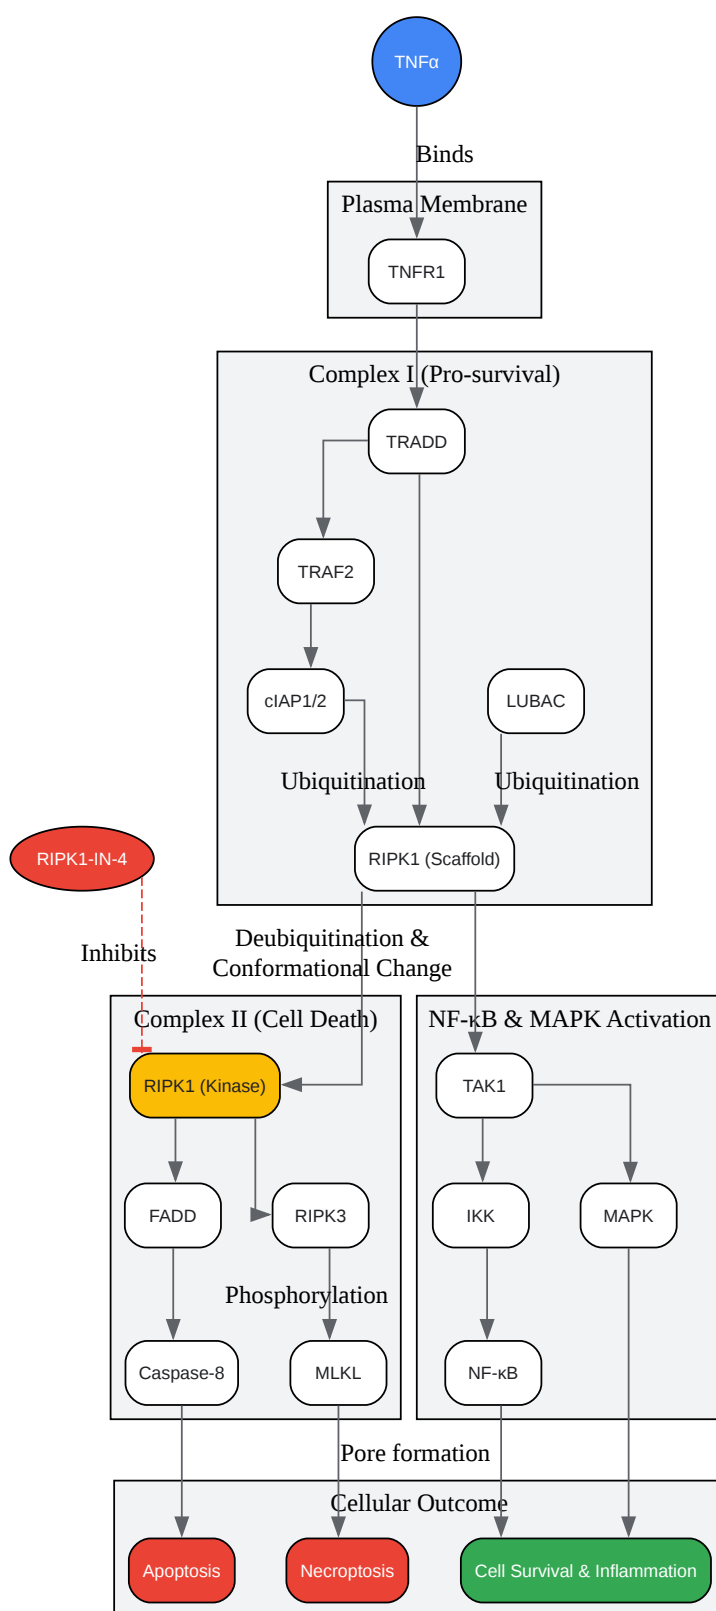 TNFα
Binds
Plasma Membrane
TNFR1
Complex I (Pro-survival)
TRADD
TRAF2
cIAP1/2
LUBAC
Ubiquitination
Ubiquitination
RIPK1-IN-4
RIPK1 (Scaffold)
Inhibits
Deubiquitination &
Conformational Change
Complex II (Cell Death)
NF-κB & MAPK Activation
RIPK1 (Kinase)
TAK1
FADD
RIPK3
IKK
MAPK
Phosphorylation
Caspase-8
MLKL
NF-κB
Pore formation
Cellular Outcome
Apoptosis
Necroptosis
Cell Survival & Inflammation